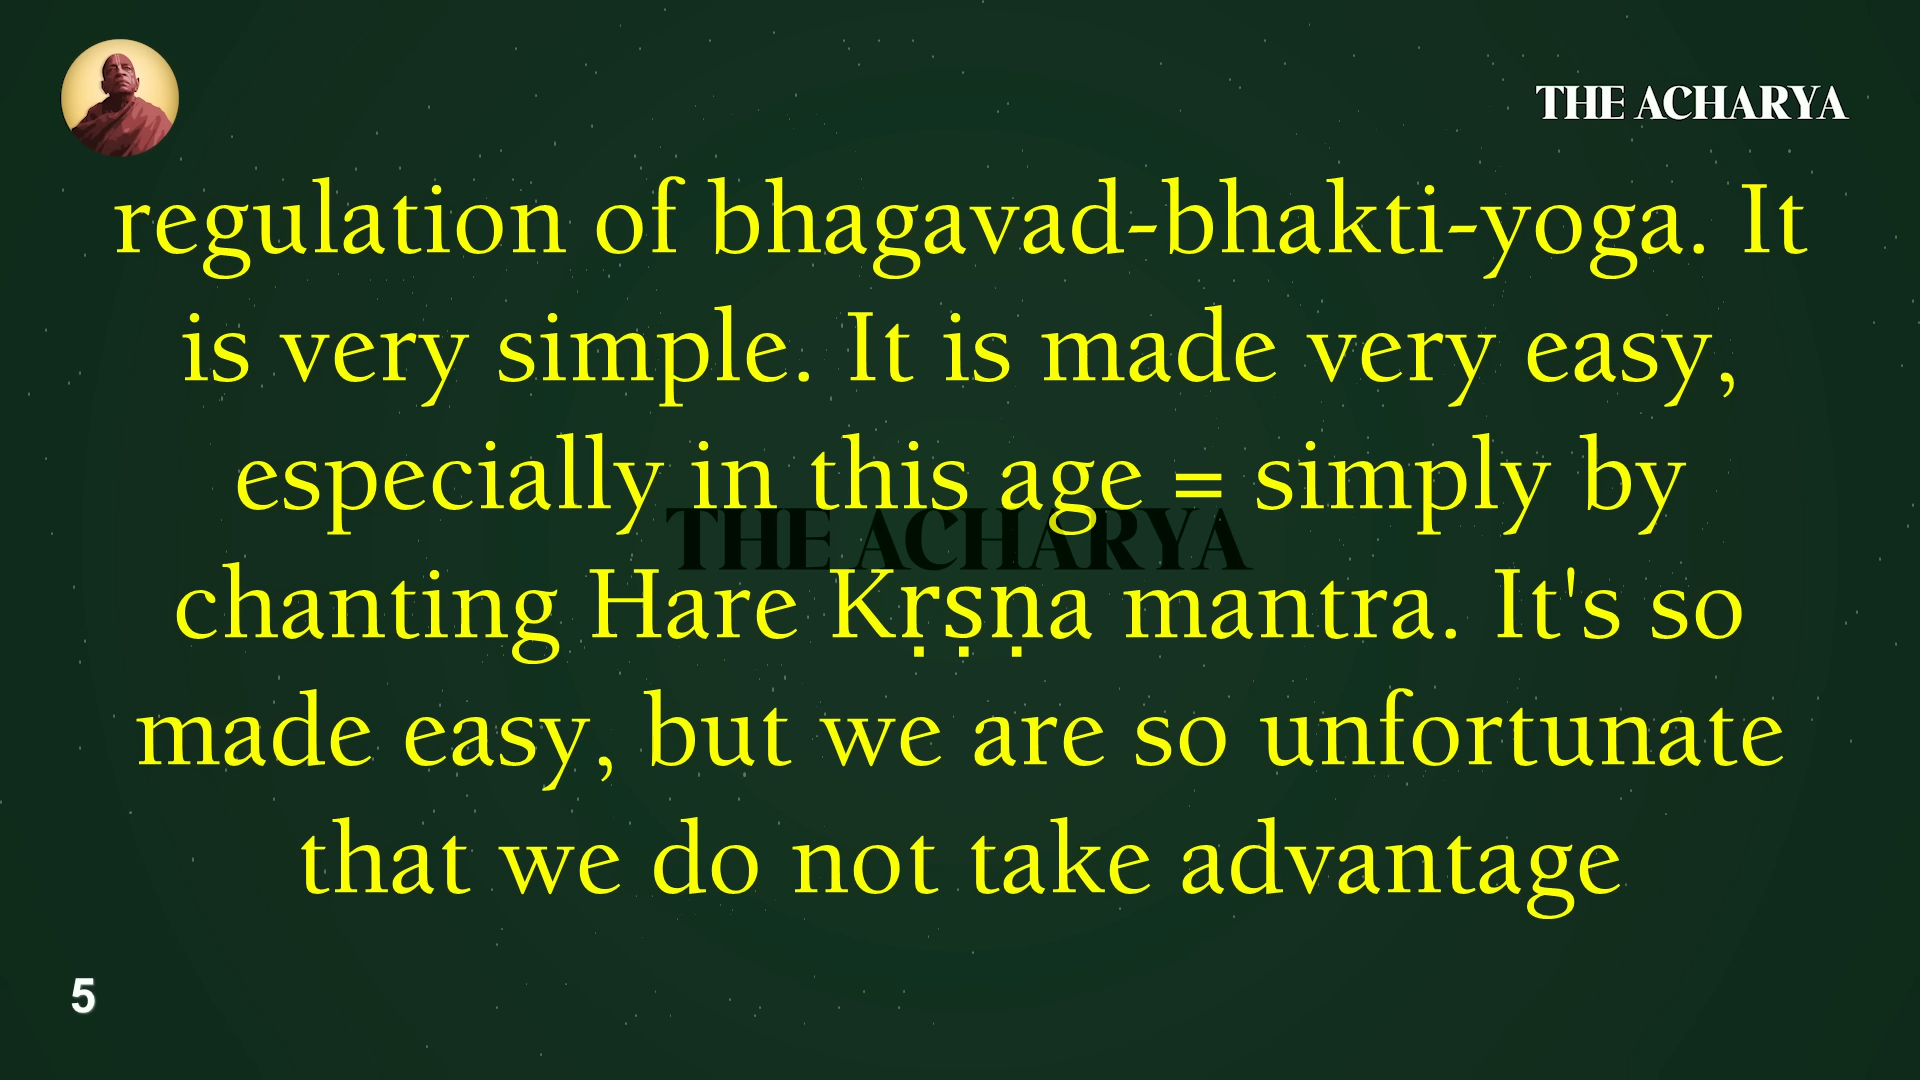 THE ACHARYA
regulation of bhagavad-bhakti-yoga. It
is very simple. It is made very easy,
especially in this age = simply by
THE ACHARYA
chanting Hare Kṛṣṇa mantra. It's so
made easy, but we are so unfortunate
that we do not take advantage
5